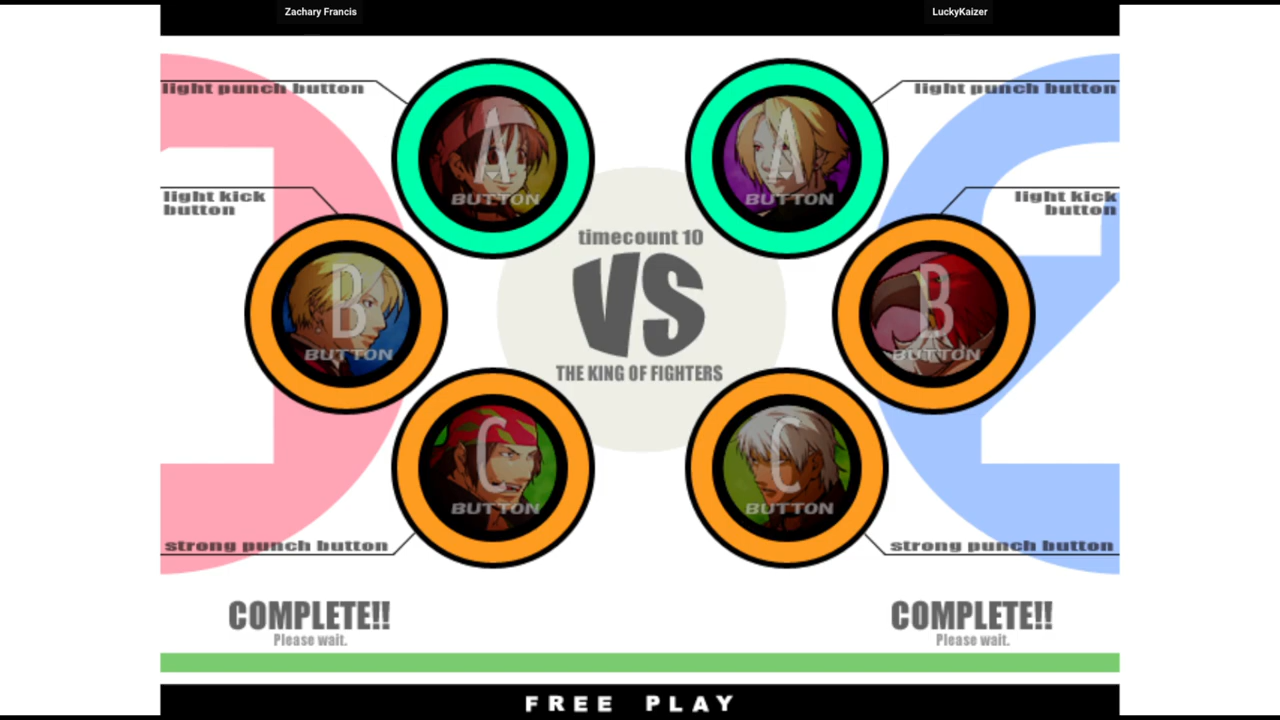 Zachary Francis
LuckyKaizer
light punch button
light punch button
A
BUTTON
A
BUTTON
light kick
button
light kick
button
timecount 10
VS
THE KING OF FIGHTERS
B
BUTTON
B
BUTTON
C
BUTTON
C
BUTTON
strong punch button
strong punch button
COMPLETE!!
Please wait.
COMPLETE!!
Please wait.
FREE PLAY